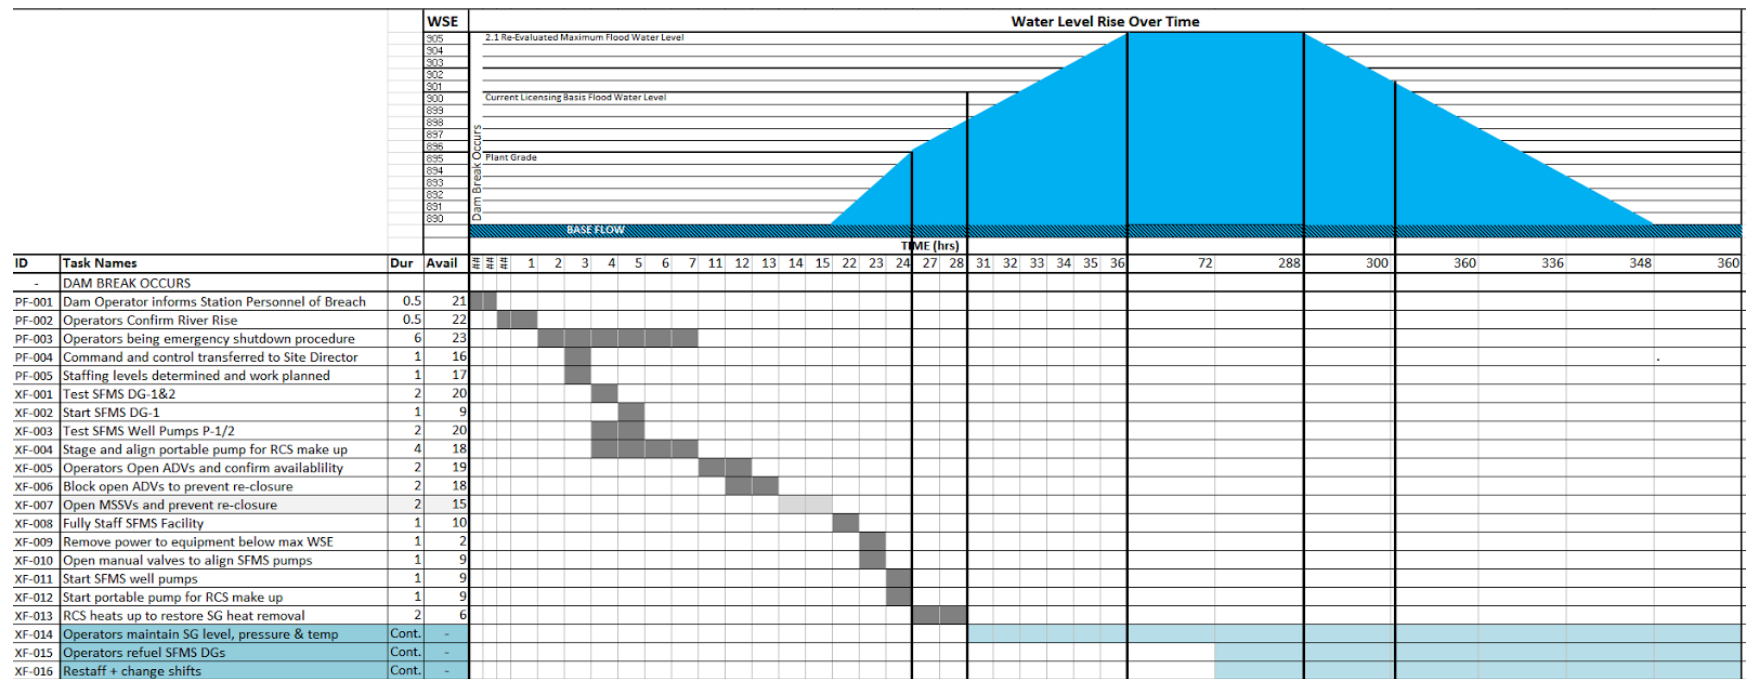 WSE Water Level Rise Over Time
905 2.1 Re-Evaluated Maximum Flood Water Level
904
903
902
901
900 Current Licensing Basis Flood Water Level
899
898
897
896
895 Plant Grade
894
893
892
891
890
Dam Break Occurs
BASE FLOW
TIME (hrs)
ID Task Names Dur Avail ## ## ## 1 2 3 4 5 6 7 11 12 13 14 15 22 23 24 27 28 31 32 33 34 35 36 72 288 300 360 336 348 360
- DAM BREAK OCCURS
PF-001 Dam Operator informs Station Personnel of Breach 0.5 21
PF-002 Operators Confirm River Rise 0.5 22
PF-003 Operators being emergency shutdown procedure 6 23
PF-004 Command and control transferred to Site Director 1 16
PF-005 Staffing levels determined and work planned 1 17
XF-001 Test SFMS DG-1&2 2 20
XF-002 Start SFMS DG-1 1 9
XF-003 Test SFMS Well Pumps P-1/2 2 20
XF-004 Stage and align portable pump for RCS make up 4 18
XF-005 Operators Open ADVs and confirm availablility 2 19
XF-006 Block open ADVs to prevent re-closure 2 18
XF-007 Open MSSVs and prevent re-closure 2 15
XF-008 Fully Staff SFMS Facility 1 10
XF-009 Remove power to equipment below max WSE 1 2
XF-010 Open manual valves to align SFMS pumps 1 9
XF-011 Start SFMS well pumps 1 9
XF-012 Start portable pump for RCS make up 1 9
XF-013 RCS heats up to restore SG heat removal 2 6
XF-014 Operators maintain SG level, pressure & temp Cont. -
XF-015 Operators refuel SFMS DGs Cont. -
XF-016 Restaff + change shifts Cont. -